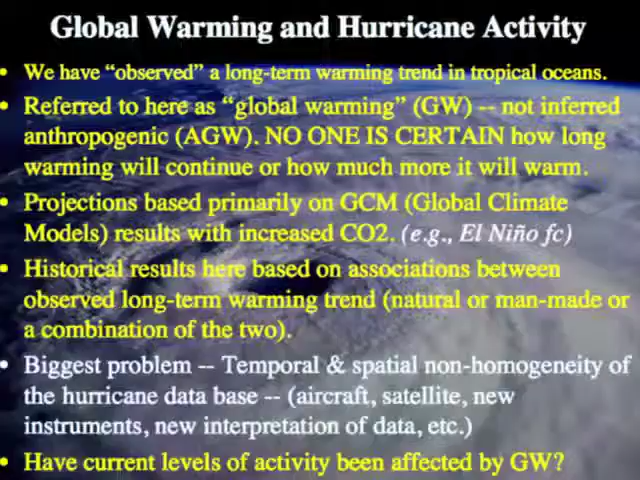 Global Warming and Hurricane Activity
• We have “observed” a long-term warming trend in tropical oceans.
• Referred to here as “global warming” (GW) -- not inferred
anthropogenic (AGW). NO ONE IS CERTAIN how long
warming will continue or how much more it will warm.
• Projections based primarily on GCM (Global Climate
Models) results with increased CO2. (e.g., El Niño fc)
• Historical results here based on associations between
observed long-term warming trend (natural or man-made or
a combination of the two).
• Biggest problem -- Temporal & spatial non-homogeneity of
the hurricane data base -- (aircraft, satellite, new
instruments, new interpretation of data, etc.)
• Have current levels of activity been affected by GW?